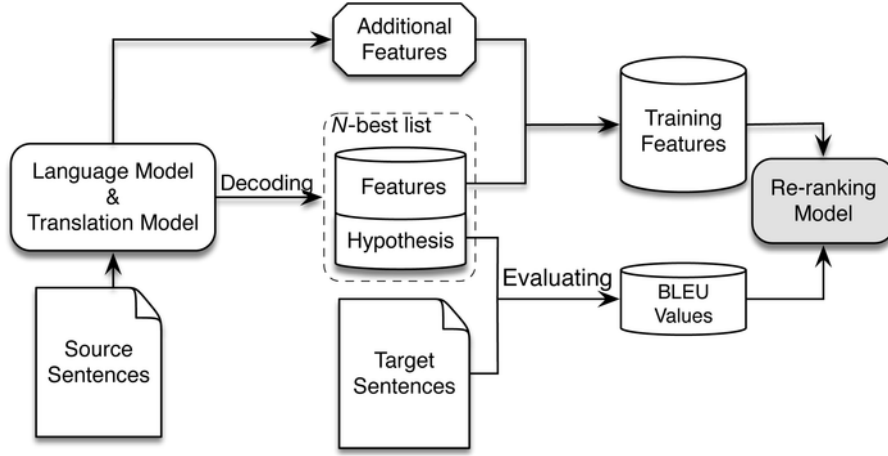 Additional
Features
N-best list
Training
Features
Language Model
&
Translation Model
Decoding
Features
Re-ranking
Model
Hypothesis
Evaluating
BLEU
Values
Source
Sentences
Target
Sentences